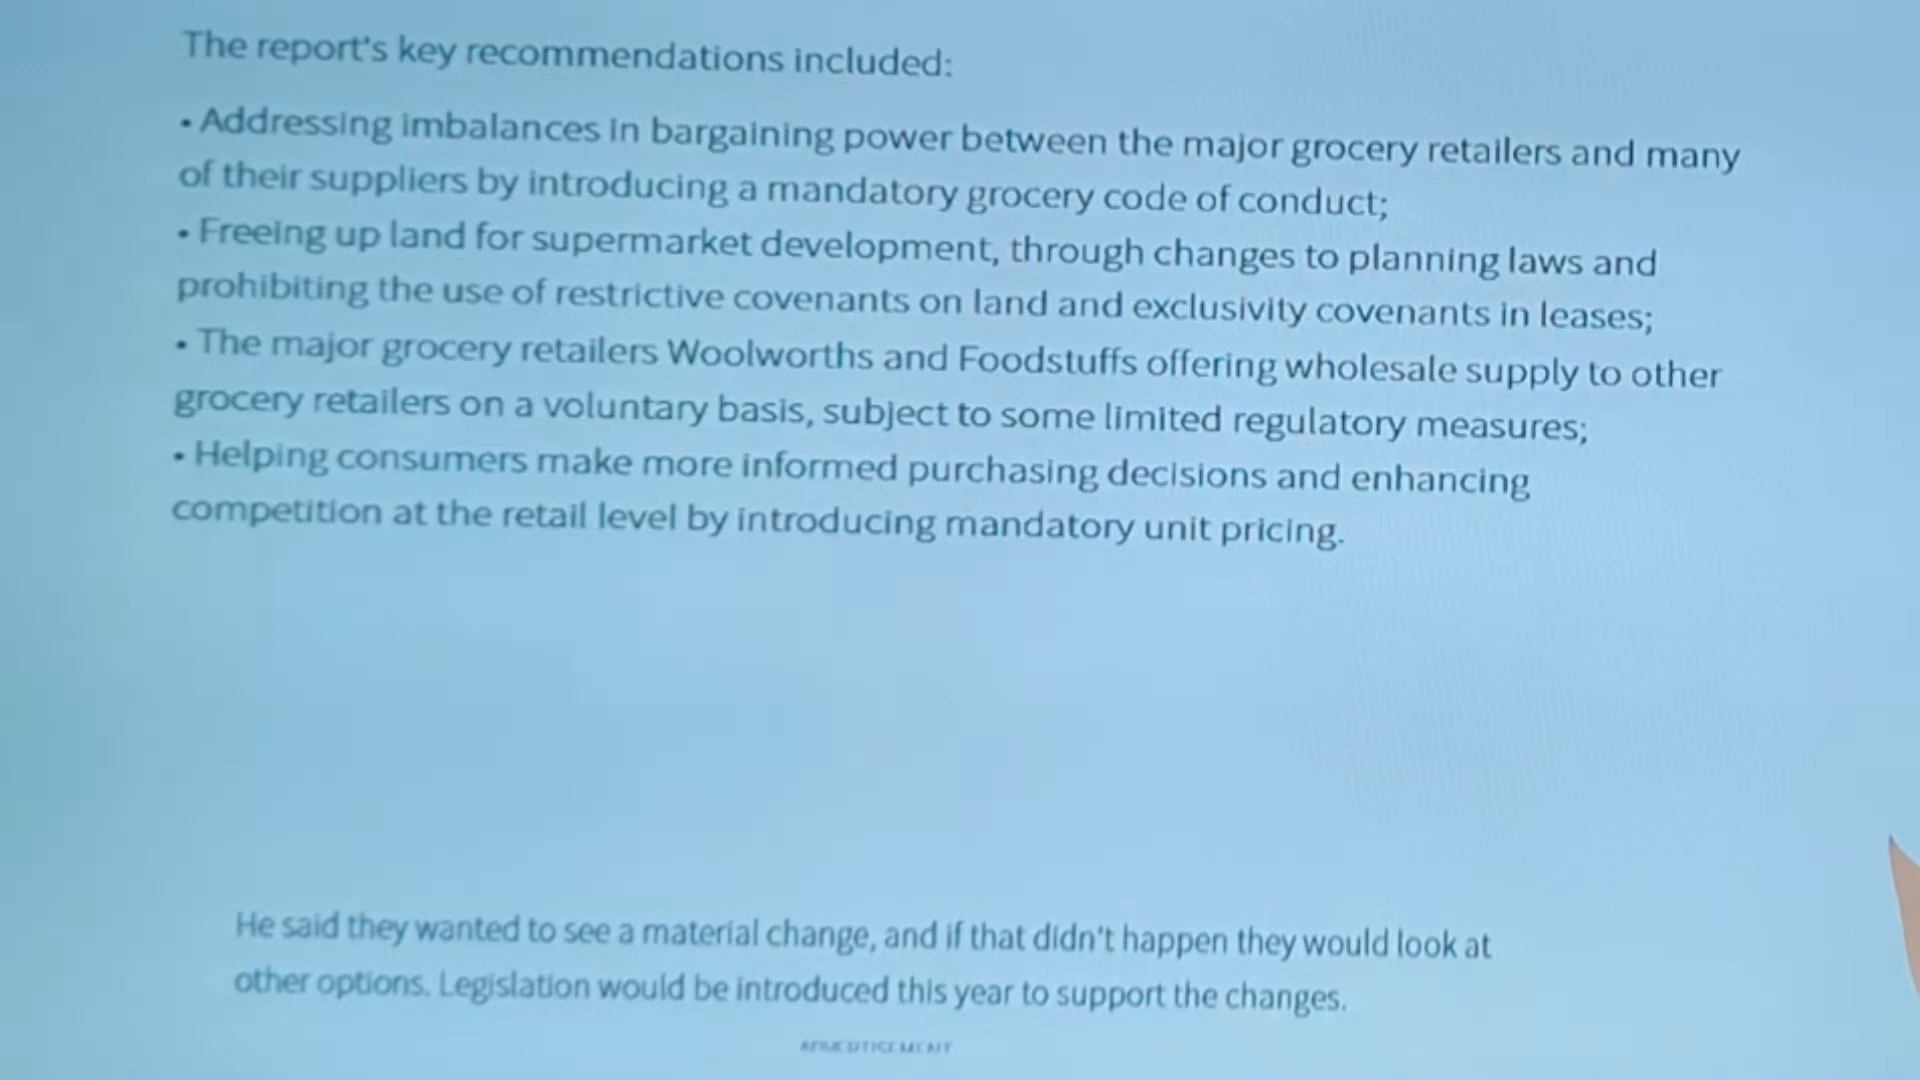 The report's key recommendations included:
• Addressing imbalances in bargaining power between the major grocery retailers and many
of their suppliers by introducing a mandatory grocery code of conduct;
• Freeing up land for supermarket development, through changes to planning laws and
prohibiting the use of restrictive covenants on land and exclusivity covenants in leases;
• The major grocery retailers Woolworths and Foodstuffs offering wholesale supply to other
grocery retailers on a voluntary basis, subject to some limited regulatory measures;
• Helping consumers make more informed purchasing decisions and enhancing
competition at the retail level by introducing mandatory unit pricing.
He said they wanted to see a material change, and if that didn't happen they would look at
other options. Legislation would be introduced this year to support the changes.